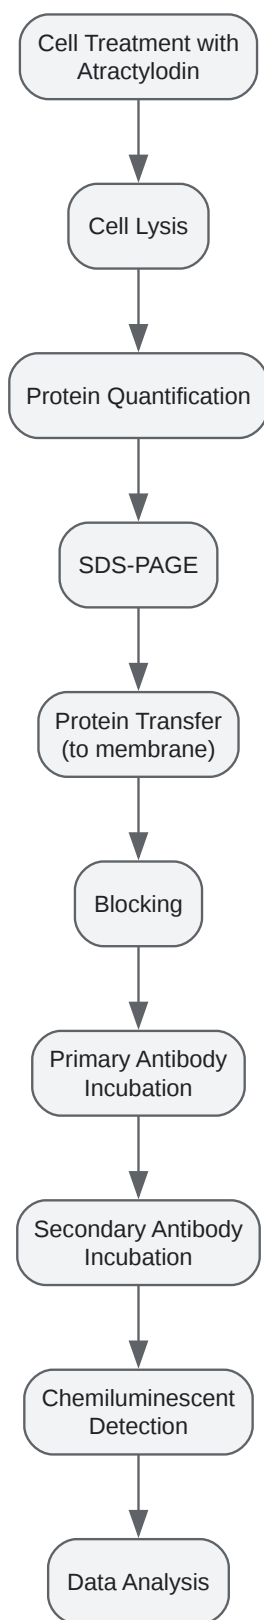 Cell Treatment with
Atractylodin
Cell Lysis
Protein Quantification
SDS-PAGE
Protein Transfer
(to membrane)
Blocking
Primary Antibody
Incubation
Secondary Antibody
Incubation
Chemiluminescent
Detection
Data Analysis